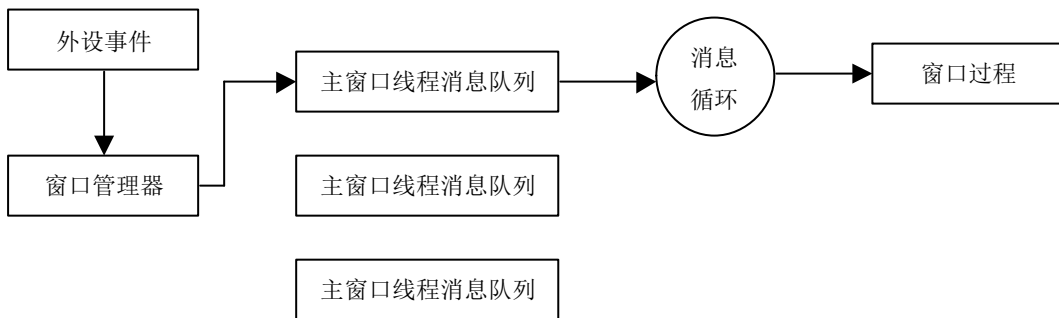 外设事件
窗口管理器
主窗口线程消息队列
主窗口线程消息队列
主窗口线程消息队列
消息
循环
窗口过程